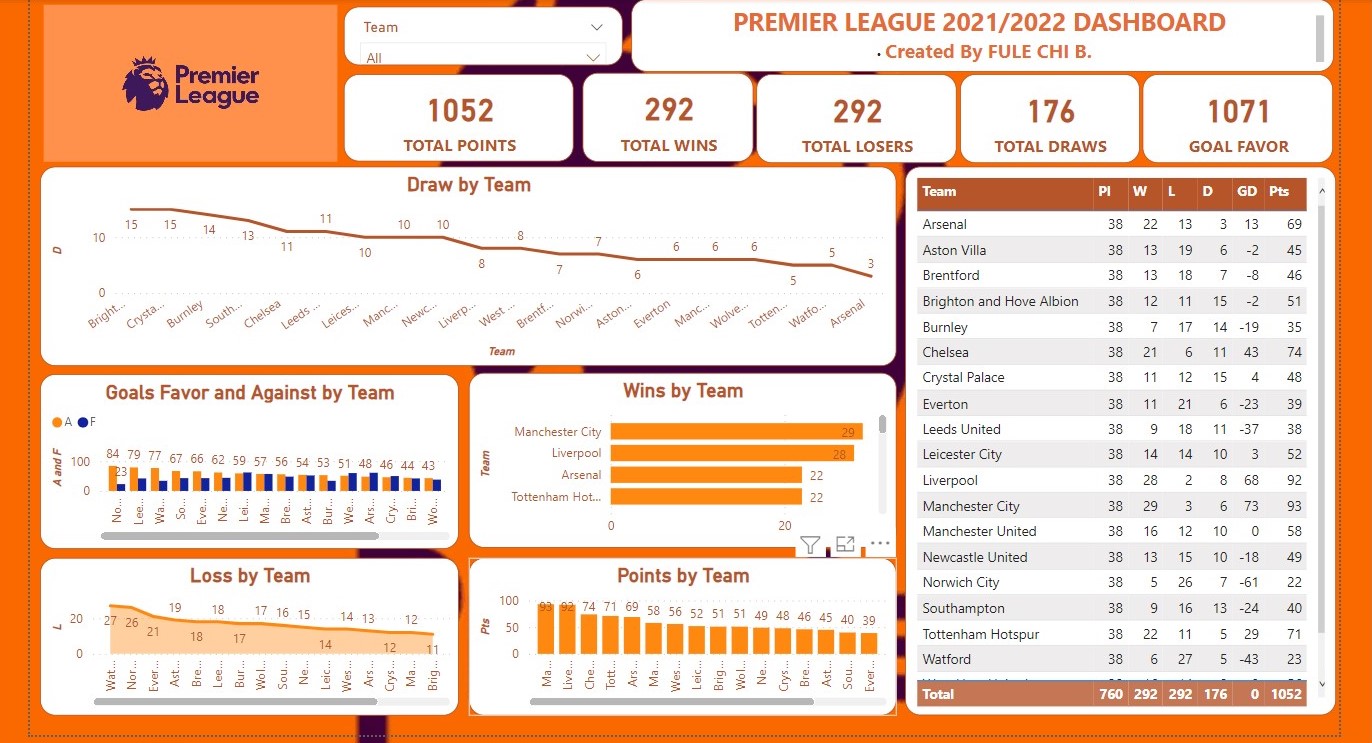 Premier
League
Team
All
PREMIER LEAGUE 2021/2022 DASHBOARD
. Created By FULE CHI B.
1052
TOTAL POINTS
292
TOTAL WINS
292
TOTAL LOSERS
176
TOTAL DRAWS
1071
GOAL FAVOR
Draw by Team
D
10
0
15 15 14 13 11 11 10 10 10 8 8 7 7 6 6 6 6 5 5 3
Bright... Crysta... Burnley South... Chelsea Leeds ... Leices... Manc... Newc... Liverp... West ... Brentf... Norwi... Aston... Everton Manc... Wolve... Totten... Watfo... Arsenal
Team
Goals Favor and Against by Team
A F
A and F
100
0
84 79 77 67 66 62 59 57 56 54 53 51 48 46 44 43
23
No... Lee... Wa... So... Eve... Ne... Lei... Ma... Bre... Ast... Bur... We... Ars... Cry... Bri... Wo...
Wins by Team
Team
Manchester City 29
Liverpool 28
Arsenal 22
Tottenham Hot... 22
0 20
Loss by Team
L
20
0
27 26 21 19 18 18 17 17 16 15 14 14 13 12 12 11
Wat... Nor... Ever... Ast... Bre... Lee... Bur... Wol... Sou... Ne... Leic... Wes... Ars... Crys... Ma... Brig...
Points by Team
Pts
100
50
0
93 92 74 71 69 58 56 52 51 51 49 48 46 45 40 39
Ma... Live... Che... Tott... Ars... Ma... Wes... Leic... Brig... Wol... Ne... Crys... Bre... Ast... Sou... Ever...
Team Pl W L D GD Pts
Arsenal 38 22 13 3 13 69
Aston Villa 38 13 19 6 -2 45
Brentford 38 13 18 7 -8 46
Brighton and Hove Albion 38 12 11 15 -2 51
Burnley 38 7 17 14 -19 35
Chelsea 38 21 6 11 43 74
Crystal Palace 38 11 12 15 4 48
Everton 38 11 21 6 -23 39
Leeds United 38 9 18 11 -37 38
Leicester City 38 14 14 10 3 52
Liverpool 38 28 2 8 68 92
Manchester City 38 29 3 6 73 93
Manchester United 38 16 12 10 0 58
Newcastle United 38 13 15 10 -18 49
Norwich City 38 5 26 7 -61 22
Southampton 38 9 16 13 -24 40
Tottenham Hotspur 38 22 11 5 29 71
Watford 38 6 27 5 -43 23
Total 760 292 292 176 0 1052